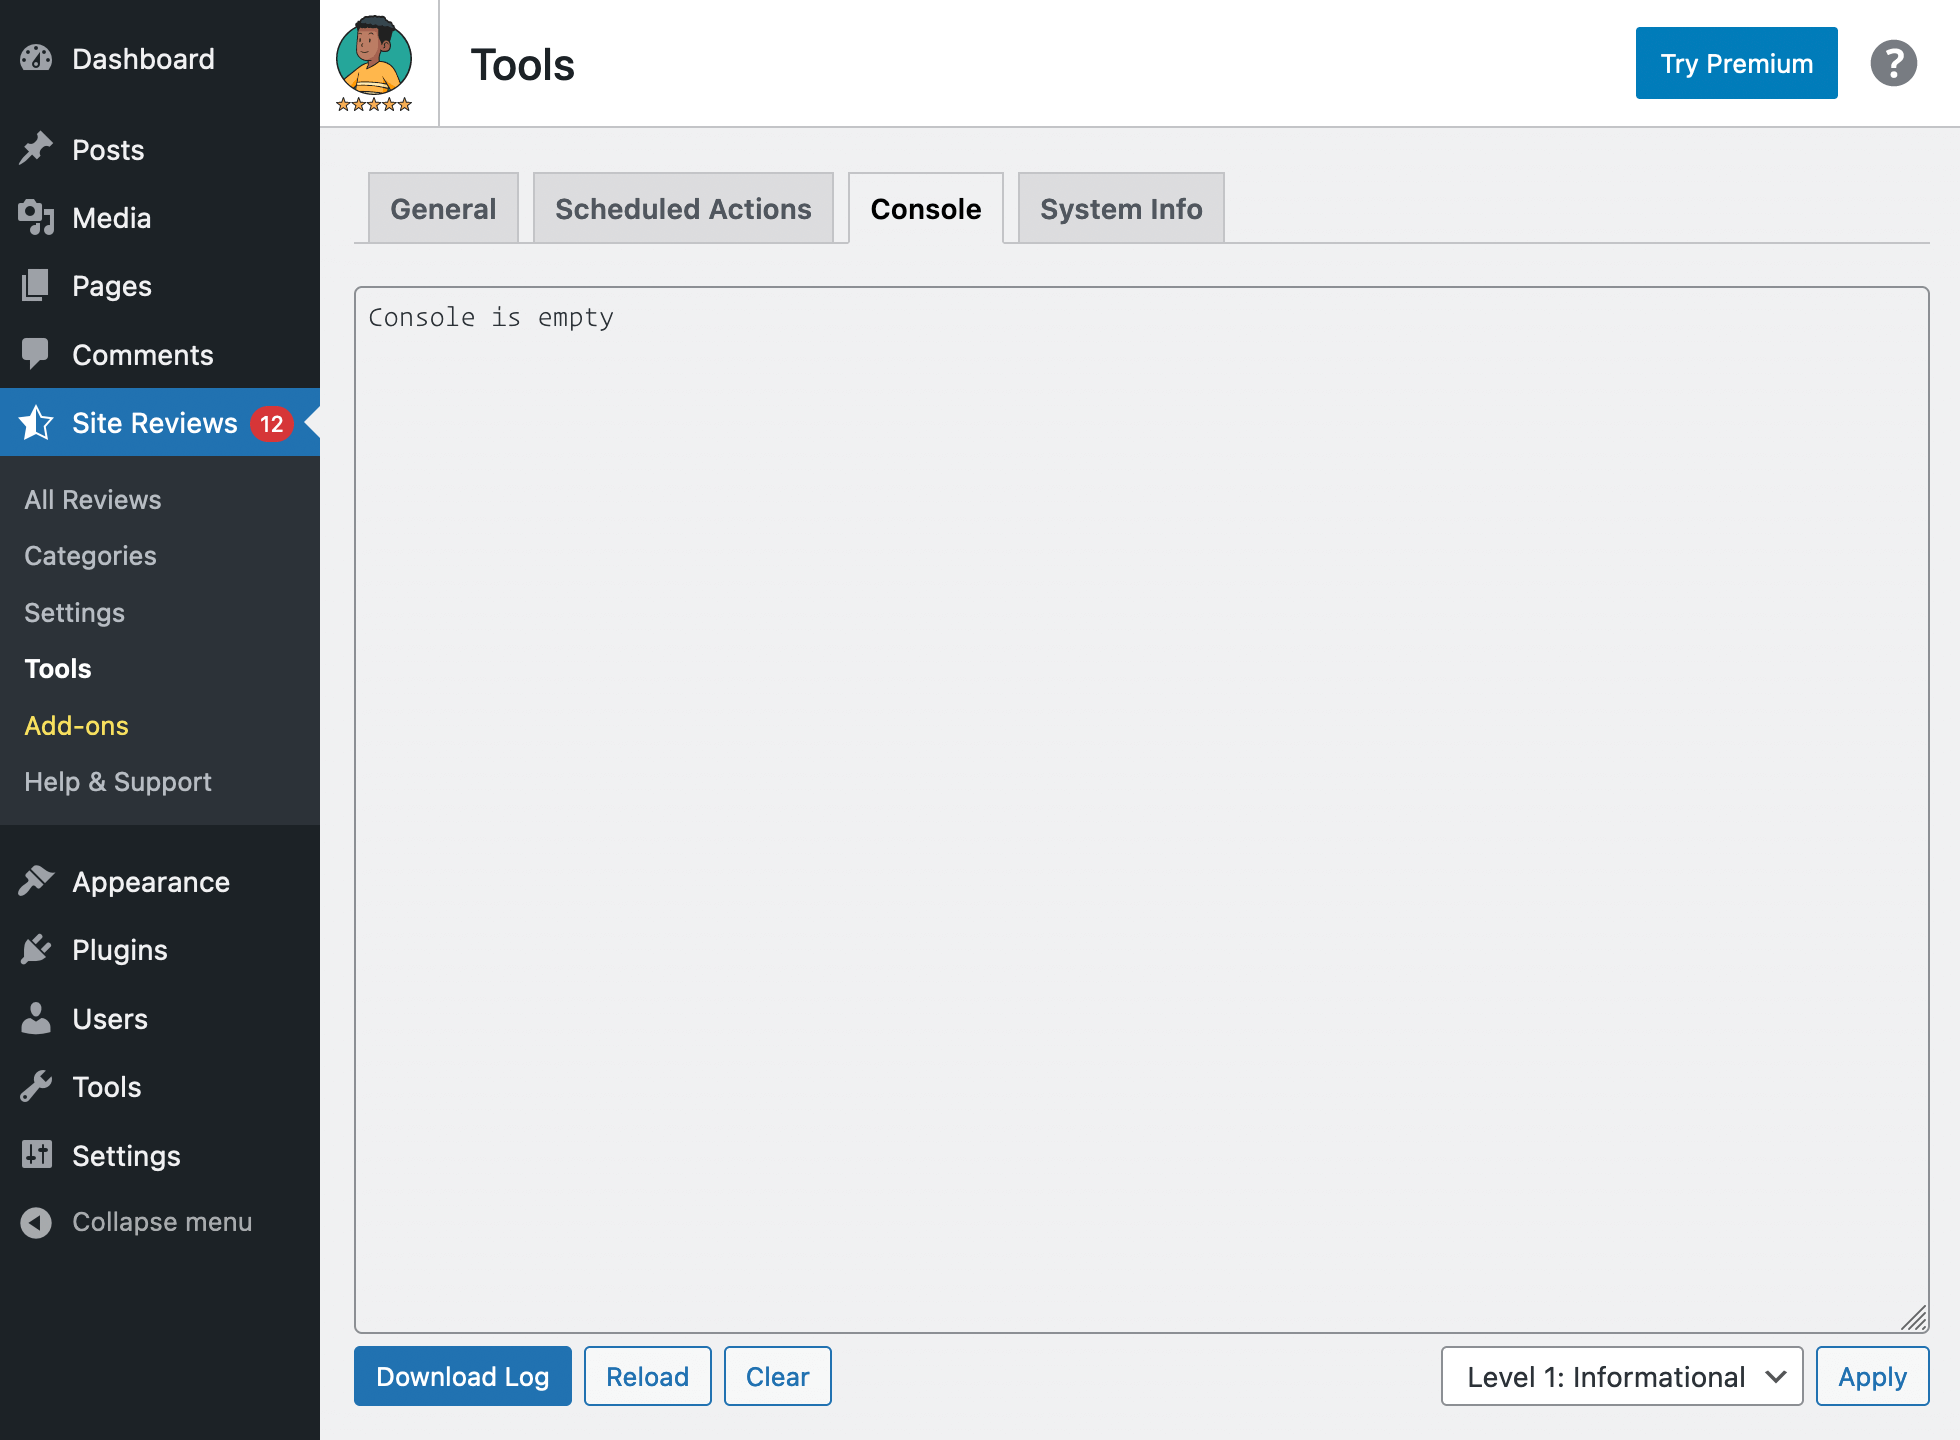 Dashboard
Posts
Media
Pages
Comments
Site Reviews 12
All Reviews
Categories
Settings
Tools
Add-ons
Help & Support
Appearance
Plugins
Users
Tools
Settings
Collapse menu
Tools
Try Premium
?
General
Scheduled Actions
Console
System Info
Console is empty
Download Log
Reload
Clear
Level 1: Informational
Apply